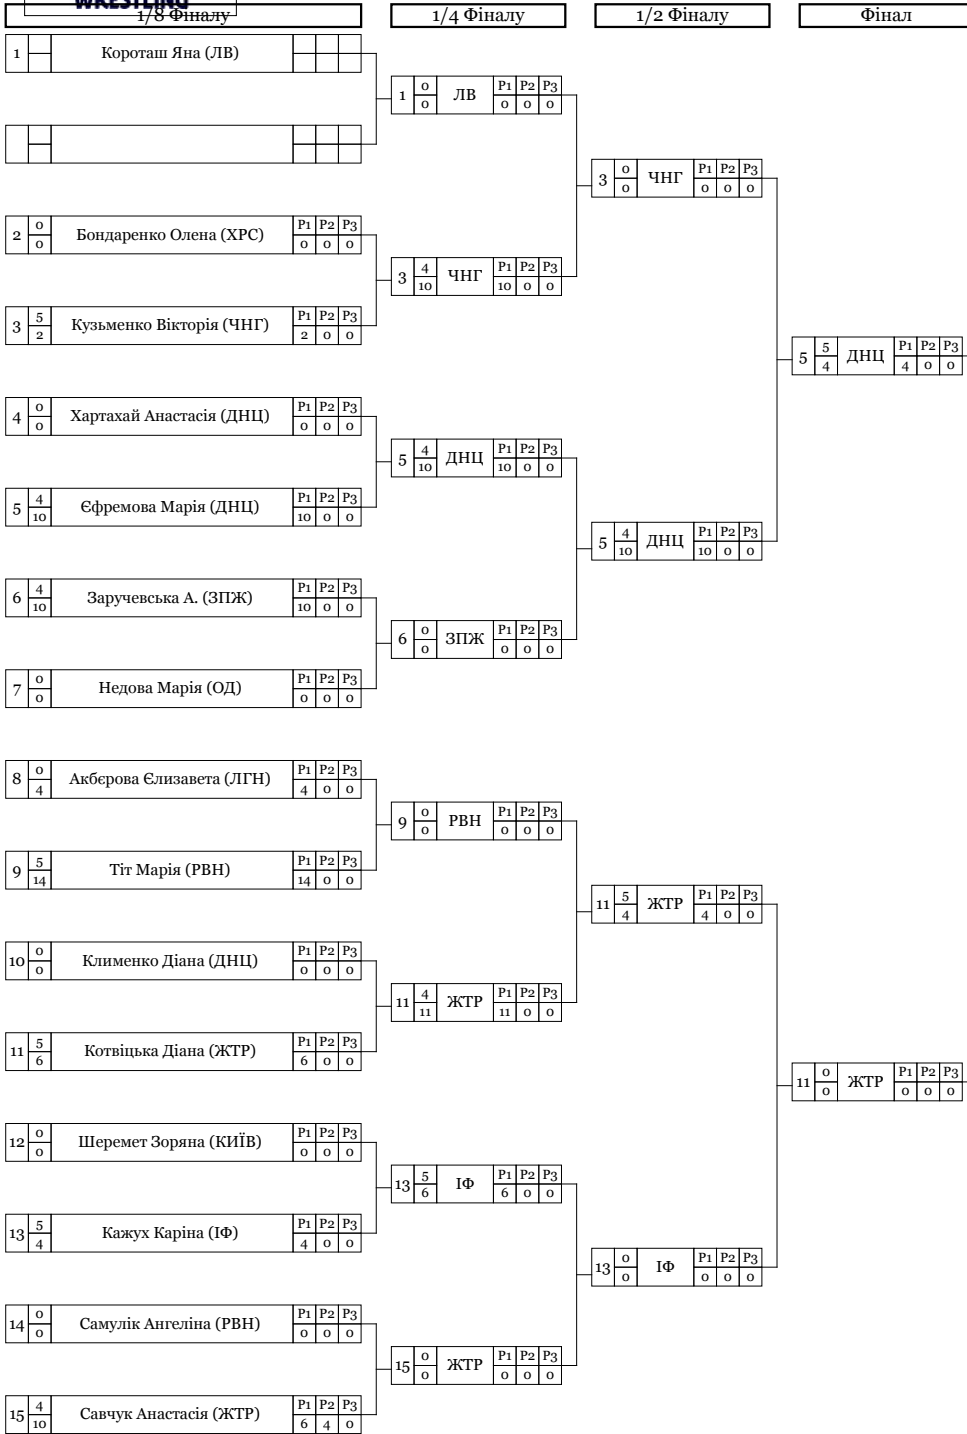 WRESTLING
1/8 Фіналу 1/4 Фіналу 1/2 Фіналу Фінал
1 Короташ Яна (ЛВ)
1 0 0 ЛВ P1 P2 P3 0 0 0
3 0 0 ЧНГ P1 P2 P3 0 0 0
2 0 0 Бондаренко Олена (ХРС) P1 P2 P3 0 0 0
3 4 10 ЧНГ P1 P2 P3 10 0 0
3 5 2 Кузьменко Вікторія (ЧНГ) P1 P2 P3 2 0 0
5 5 4 ДНЦ P1 P2 P3 4 0 0
4 0 0 Хартахай Анастасія (ДНЦ) P1 P2 P3 0 0 0
5 4 10 ДНЦ P1 P2 P3 10 0 0
5 4 10 Єфремова Марія (ДНЦ) P1 P2 P3 10 0 0
5 4 10 ДНЦ P1 P2 P3 10 0 0
6 4 10 Заручевська А. (ЗПЖ) P1 P2 P3 10 0 0
6 0 0 ЗПЖ P1 P2 P3 0 0 0
7 0 0 Недова Марія (ОД) P1 P2 P3 0 0 0
8 0 4 Акбєрова Єлизавета (ЛГН) P1 P2 P3 4 0 0
9 0 0 РВН P1 P2 P3 0 0 0
9 5 14 Тіт Марія (РВН) P1 P2 P3 14 0 0
11 5 4 ЖТР P1 P2 P3 4 0 0
10 0 0 Клименко Діана (ДНЦ) P1 P2 P3 0 0 0
11 4 11 ЖТР P1 P2 P3 11 0 0
11 5 6 Котвіцька Діана (ЖТР) P1 P2 P3 6 0 0
11 0 0 ЖТР P1 P2 P3 0 0 0
12 0 0 Шеремет Зоряна (КИЇВ) P1 P2 P3 0 0 0
13 5 6 ІФ P1 P2 P3 6 0 0
13 5 4 Кажух Каріна (ІФ) P1 P2 P3 4 0 0
13 0 0 ІФ P1 P2 P3 0 0 0
14 0 0 Самулік Ангеліна (РВН) P1 P2 P3 0 0 0
15 0 0 ЖТР P1 P2 P3 0 0 0
15 4 10 Савчук Анастасія (ЖТР) P1 P2 P3 6 4 0